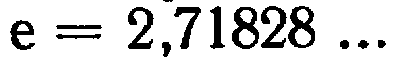 e = 2,71828 ...